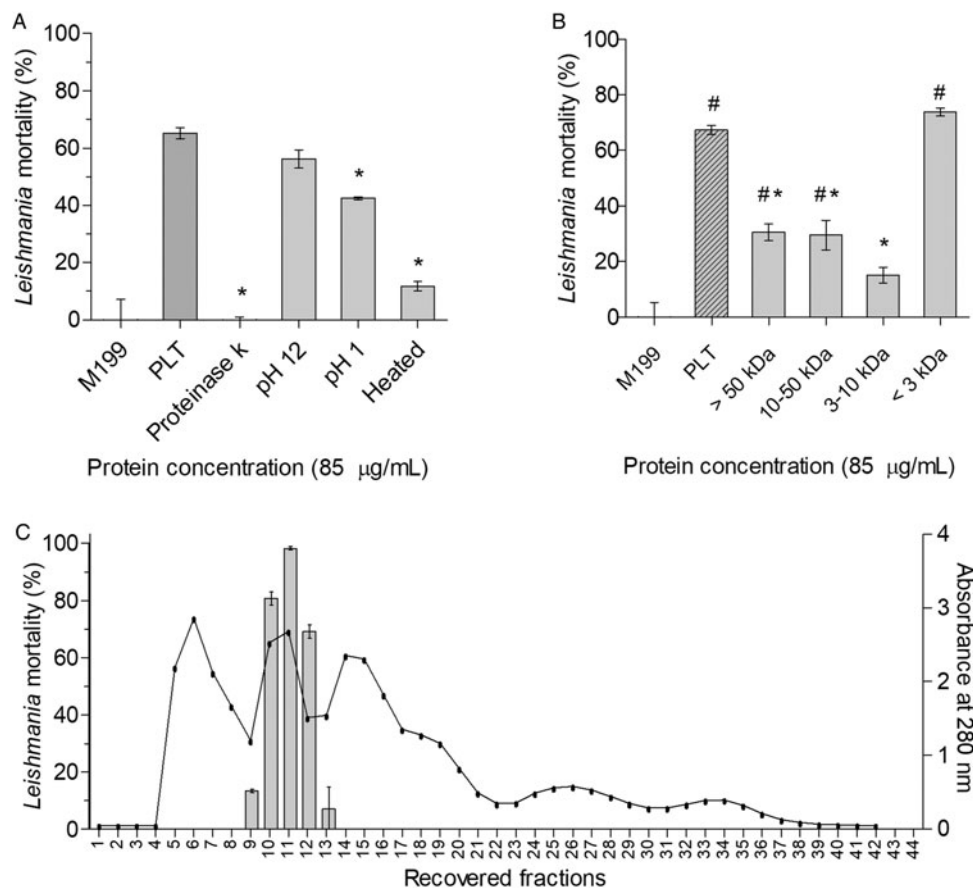 A
Leishmania mortality (%)
100
80
60
40
20
0
*
*
*
M199
PLT
Proteinase k
pH 12
pH 1
Heated
Protein concentration (85 μg/mL)
B
Leishmania mortality (%)
100
80
60
40
20
0
#
#*
#*
*
#
M199
PLT
> 50 kDa
10-50 kDa
3-10 kDa
< 3 kDa
Protein concentration (85 μg/mL)
C
Leishmania mortality (%)
100
80
60
40
20
0
4
3
2
1
0
Absorbance at 280 nm
1 2 3 4 5 6 7 8 9 10 11 12 13 14 15 16 17 18 19 20 21 22 23 24 25 26 27 28 29 30 31 32 33 34 35 36 37 38 39 40 41 42 43 44
Recovered fractions